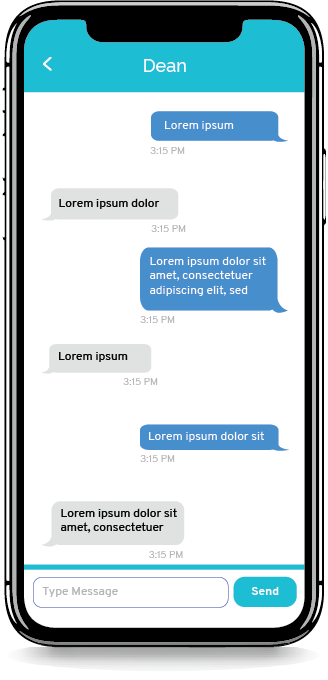 Dean
Lorem ipsum
3:15 PM
Lorem ipsum dolor
3:15 PM
Lorem ipsum dolor sit
amet, consectetuer
adipiscing elit, sed
3:15 PM
Lorem ipsum
3:15 PM
Lorem ipsum dolor sit
3:15 PM
Lorem ipsum dolor sit
amet, consectetuer
3:15 PM
Type Message
Send